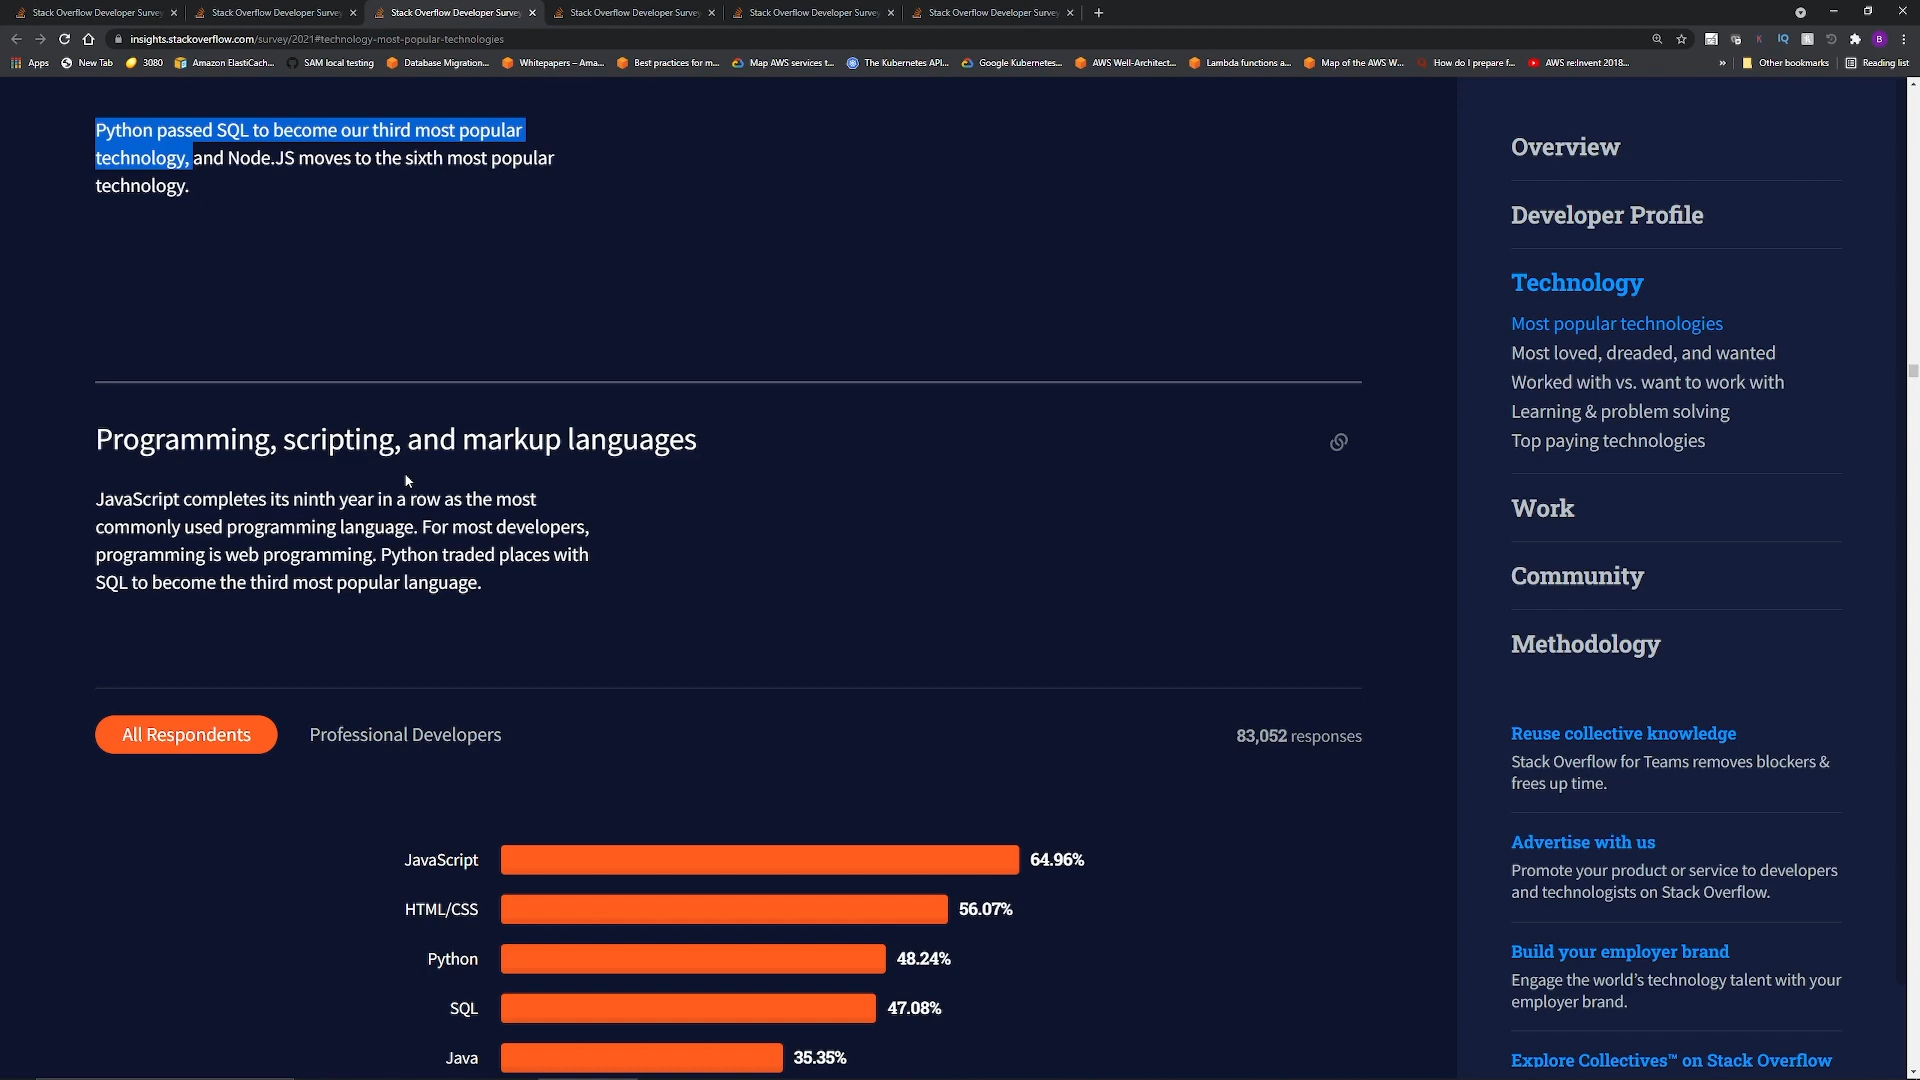 Stack Overflow Developer Surve
Stack Overflow Developer Surve
Stack Overflow Developer Surve
Stack Overflow Developer Surve
Stack Overflow Developer Surve
Stack Overflow Developer Surve
insights.stackoverflow.com/survey/2021#technology-most-popular-technologies
Apps
New Tab
3080
Amazon ElastiCach...
SAM local testing
Database Migration...
Whitepapers – Ama...
Best practices for m...
Map AWS services t...
The Kubernetes API...
Google Kubernetes...
AWS Well-Architect...
Lambda functions a...
Map of the AWS W...
How do I prepare f...
AWS re:Invent 2018...
»
Other bookmarks
Reading list
Python passed SQL to become our third most popular
technology, and Node.JS moves to the sixth most popular
technology.
Programming, scripting, and markup languages
JavaScript completes its ninth year in a row as the most
commonly used programming language. For most developers,
programming is web programming. Python traded places with
SQL to become the third most popular language.
All Respondents
Professional Developers
83,052 responses
JavaScript 64.96%
HTML/CSS 56.07%
Python 48.24%
SQL 47.08%
Java 35.35%
Overview
Developer Profile
Technology
Most popular technologies
Most loved, dreaded, and wanted
Worked with vs. want to work with
Learning & problem solving
Top paying technologies
Work
Community
Methodology
Reuse collective knowledge
Stack Overflow for Teams removes blockers &
frees up time.
Advertise with us
Promote your product or service to developers
and technologists on Stack Overflow.
Build your employer brand
Engage the world's technology talent with your
employer brand.
Explore Collectives™ on Stack Overflow